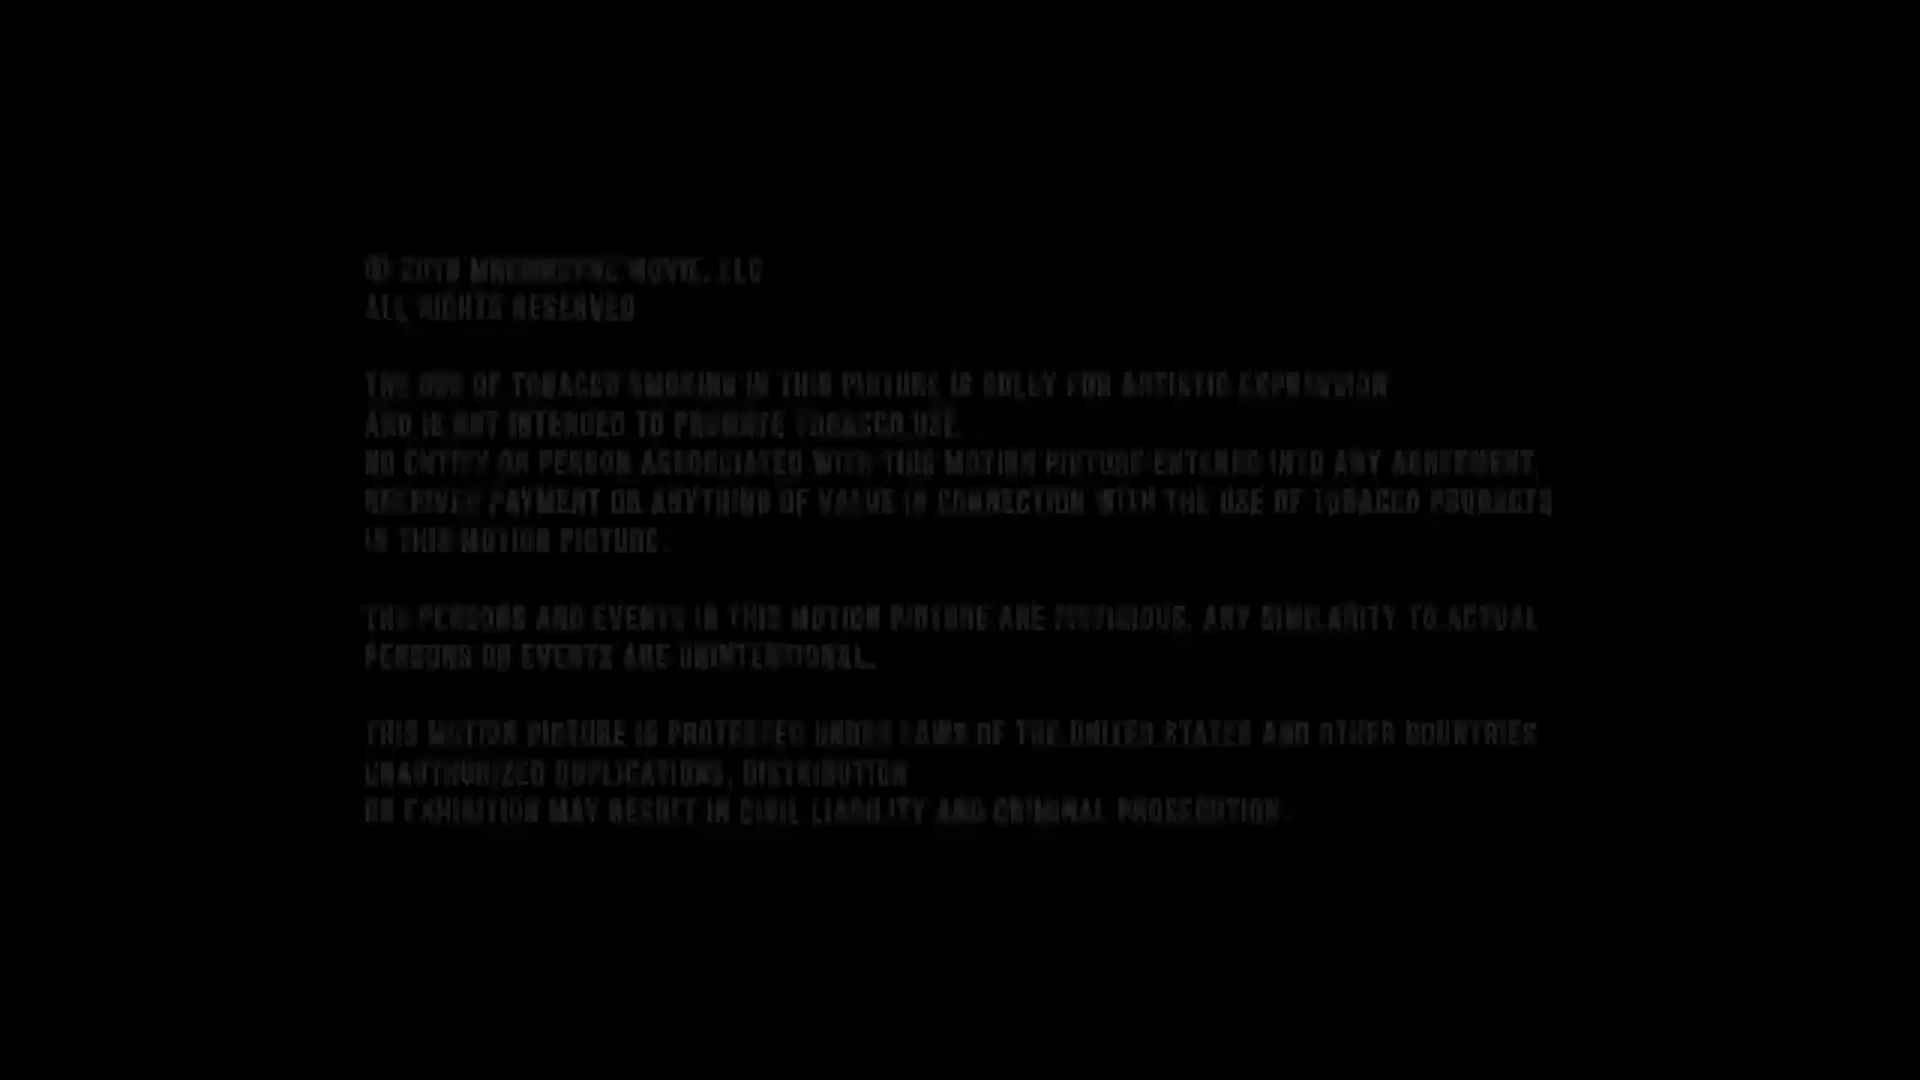 © 2018 MOVIE, LLC
ALL RIGHTS RESERVED
THE USE OF TOBACCO SMOKING IN THIS PICTURE IS SOLEY FOR ARTISTIC EXPRESSION
AND IS NOT INTENDED TO PROMOTE TOBACCO USE.
NO ENTITY OR PERSON ASSOSCIATED WITH THIS MOTION PICTURE ENTERED INTO ANY AGREEMENT,
RECEIVED PAYMENT OR ANYTHING OF VALUE IN CONNECTION WITH THE USE OF TOBACCO PRODUCTS
IN THIS MOTION PICTURE.
THE PERSONS AND EVENTS IN THIS MOTION PICTURE ARE ANY SIMILARITY TO ACTUAL
PERSONS OR EVENTS ARE UNINTENTIONAL.
THIS MOTION PICTURE IS PROTECTED UNDER LAWS OF THE UNITED STATES AND OTHER COUNTRIES
UNAUTHORIZED DUPLICATIONS, DISTRIBUTION
OR EXHIBITION MAY RESULT IN CIVIL LIABILITY AND CRIMINAL PROSECUTION.